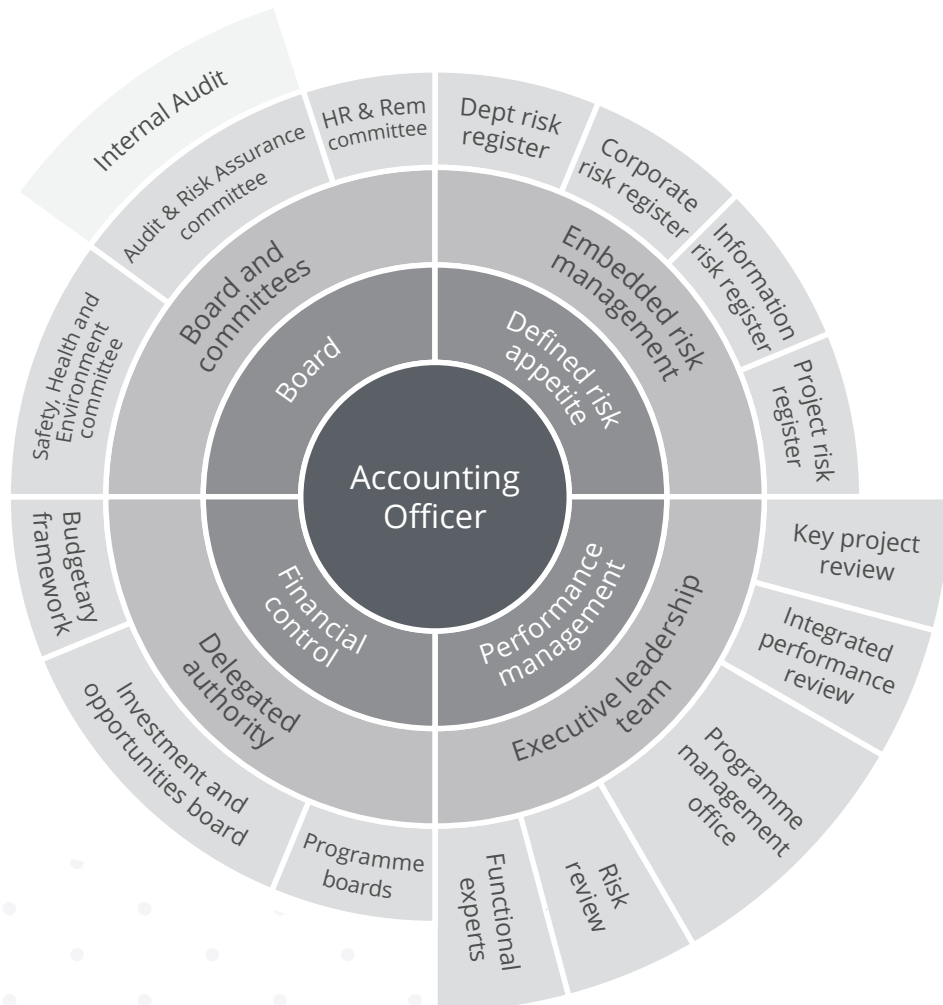 Accounting
Officer
Board
Defined risk
appetite
Performance
management
Financial
control
Board and
committees
Embedded risk
management
Executive leadership
team
Delegated
authority
Internal Audit
Safety, Health and
Environment
committee
Audit & Risk Assurance
committee
HR & Rem
committee
Dept risk
register
Corporate
risk register
Information
risk register
Project risk
register
Key project
review
Integrated
performance
review
Programme
management
office
Risk
review
Functional
experts
Programme
boards
Investment and
opportunities board
Budgetary
framework